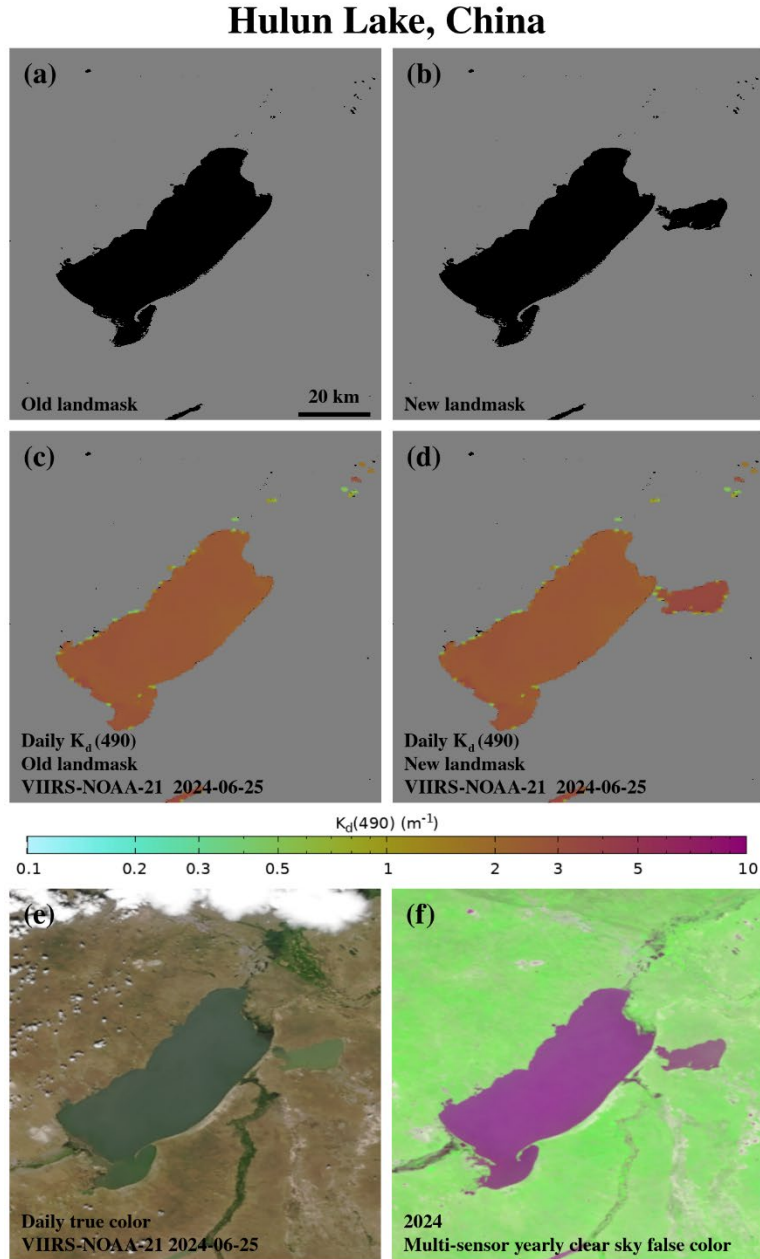 Hulun Lake, China
(a)
(b)
Old landmask
20 km
New landmask
(c)
(d)
Daily K_d(490)
Old landmask
VIIRS-NOAA-21 2024-06-25
Daily K_d(490)
New landmask
VIIRS-NOAA-21 2024-06-25
K_d(490) (m⁻¹)
0.1 0.2 0.3 0.5 1 2 3 5 10
(e)
(f)
Daily true color
VIIRS-NOAA-21 2024-06-25
2024
Multi-sensor yearly clear sky false color